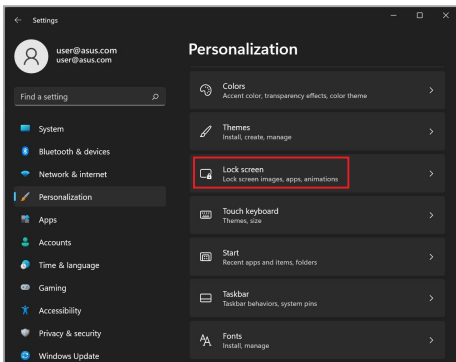 Settings
user@asus.com
user@asus.com
Find a setting
System
Bluetooth & devices
Network & internet
Personalization
Apps
Accounts
Time & language
Gaming
Accessibility
Privacy & security
Windows Update
Personalization
Colors
Accent color, transparency effects, color theme
Themes
Install, create, manage
Lock screen
Lock screen images, apps, animations
Touch keyboard
Themes, size
Start
Recent apps and items, folders
Taskbar
Taskbar behaviors, system pins
Fonts
Install, manage